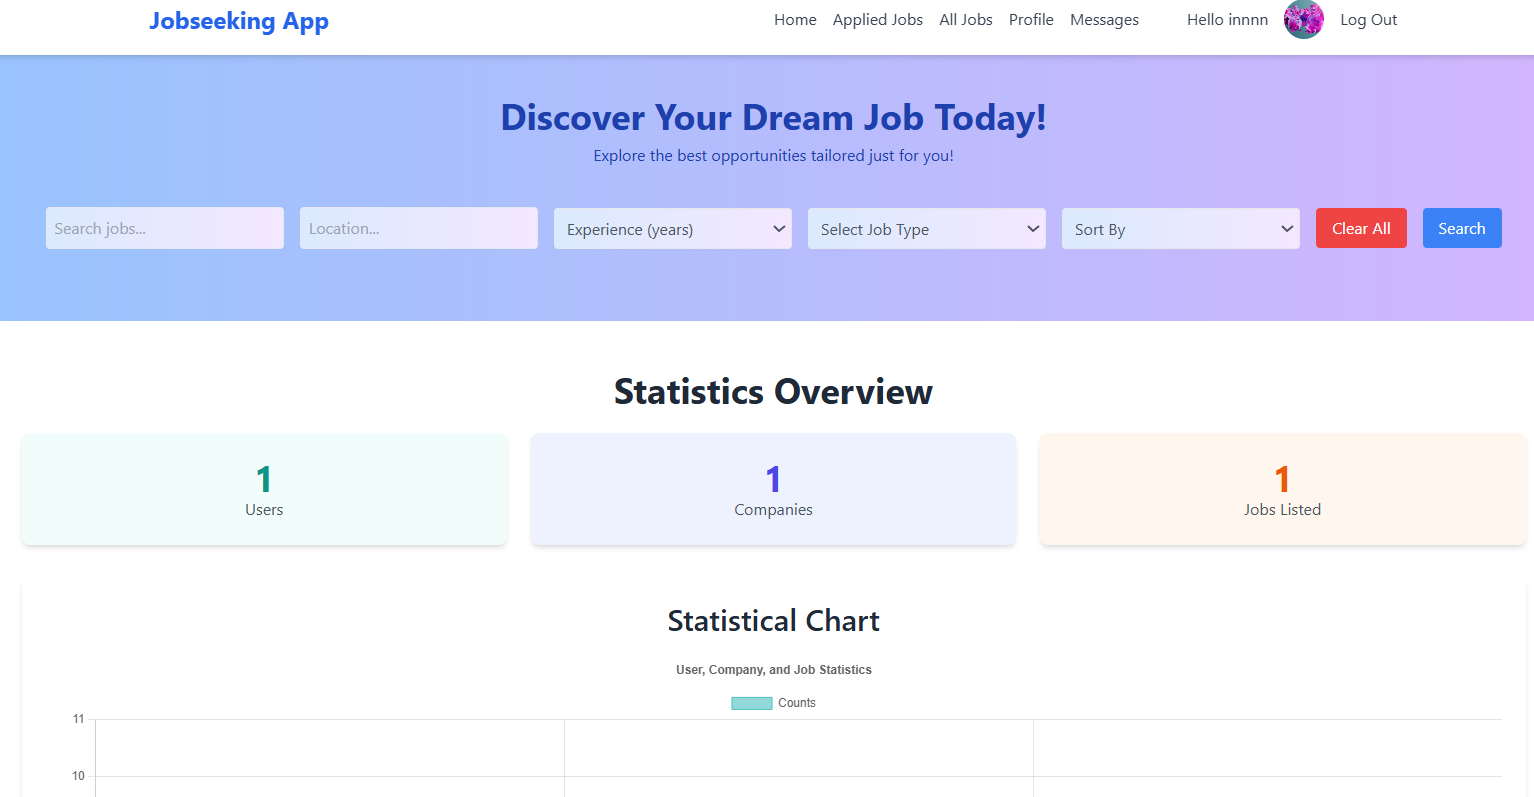 Jobseeking App
Home Applied Jobs All Jobs Profile Messages Hello innnn Log Out
Discover Your Dream Job Today!
Explore the best opportunities tailored just for you!
Search jobs... Location... Experience (years) Select Job Type Sort By Clear All Search
Statistics Overview
1 1 1
Users Companies Jobs Listed
Statistical Chart
User, Company, and Job Statistics
Counts
11
10